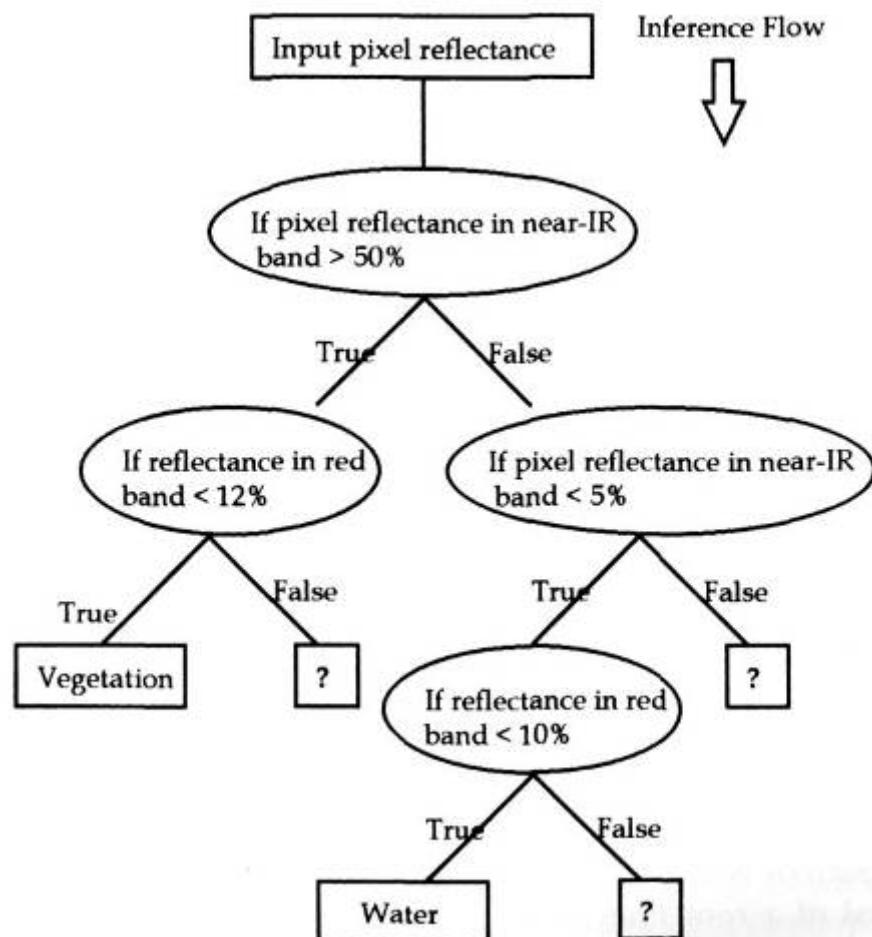 Input pixel reflectance
Inference Flow
If pixel reflectance in near-IR
band > 50%
True
False
If reflectance in red
band < 12%
If pixel reflectance in near-IR
band < 5%
True
False
True
False
Vegetation
?
If reflectance in red
band < 10%
?
True
False
Water
?